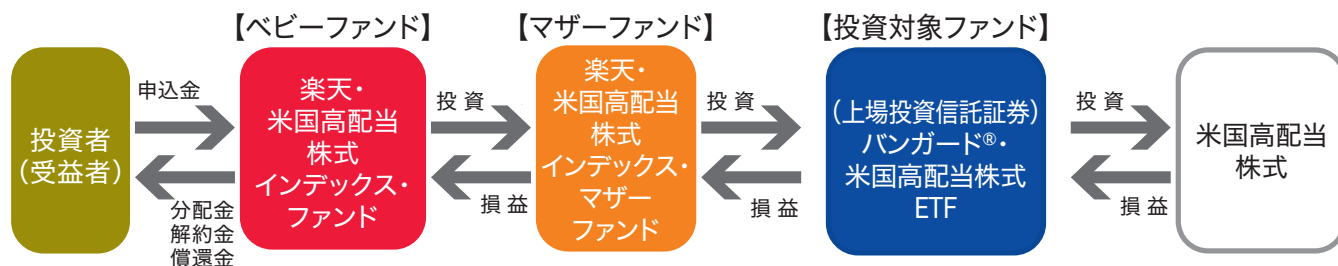 【ベビーファンド】
【マザーファンド】
【投資対象ファンド】
投資者
(受益者)
申込金
分配金
解約金
償還金
楽天・
米国高配当
株式
インデックス・
ファンド
投資
損益
楽天・
米国高配当
株式
インデックス・
マザー
ファンド
投資
損益
(上場投資信託証券)
バンガード®・
米国高配当株式
ETF
投資
損益
米国高配当
株式